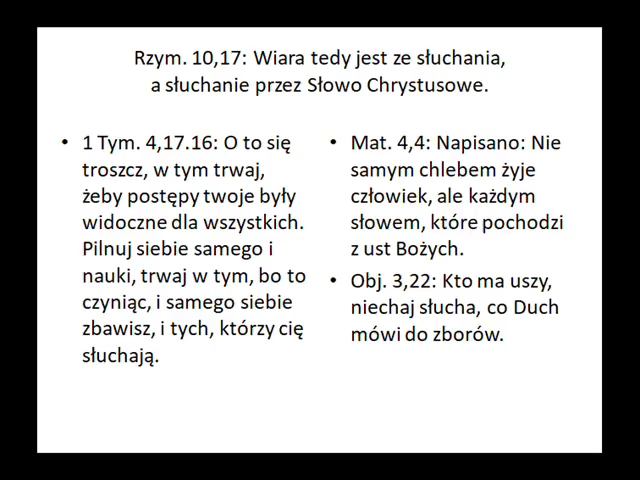 Rzym. 10,17: Wiara tedy jest ze słuchania,
a słuchanie przez Słowo Chrystusowe.
• 1 Tym. 4,17.16: O to się
troszcz, w tym trwaj,
żeby postępy twoje były
widoczne dla wszystkich.
Pilnuj siebie samego i
nauki, trwaj w tym, bo to
czyniąc, i samego siebie
zbawisz, i tych, którzy cię
słuchają.
• Mat. 4,4: Napisano: Nie
samym chlebem żyje
człowiek, ale każdym
słowem, które pochodzi
z ust Bożych.
• Obj. 3,22: Kto ma uszy,
niechaj słucha, co Duch
mówi do zborów.